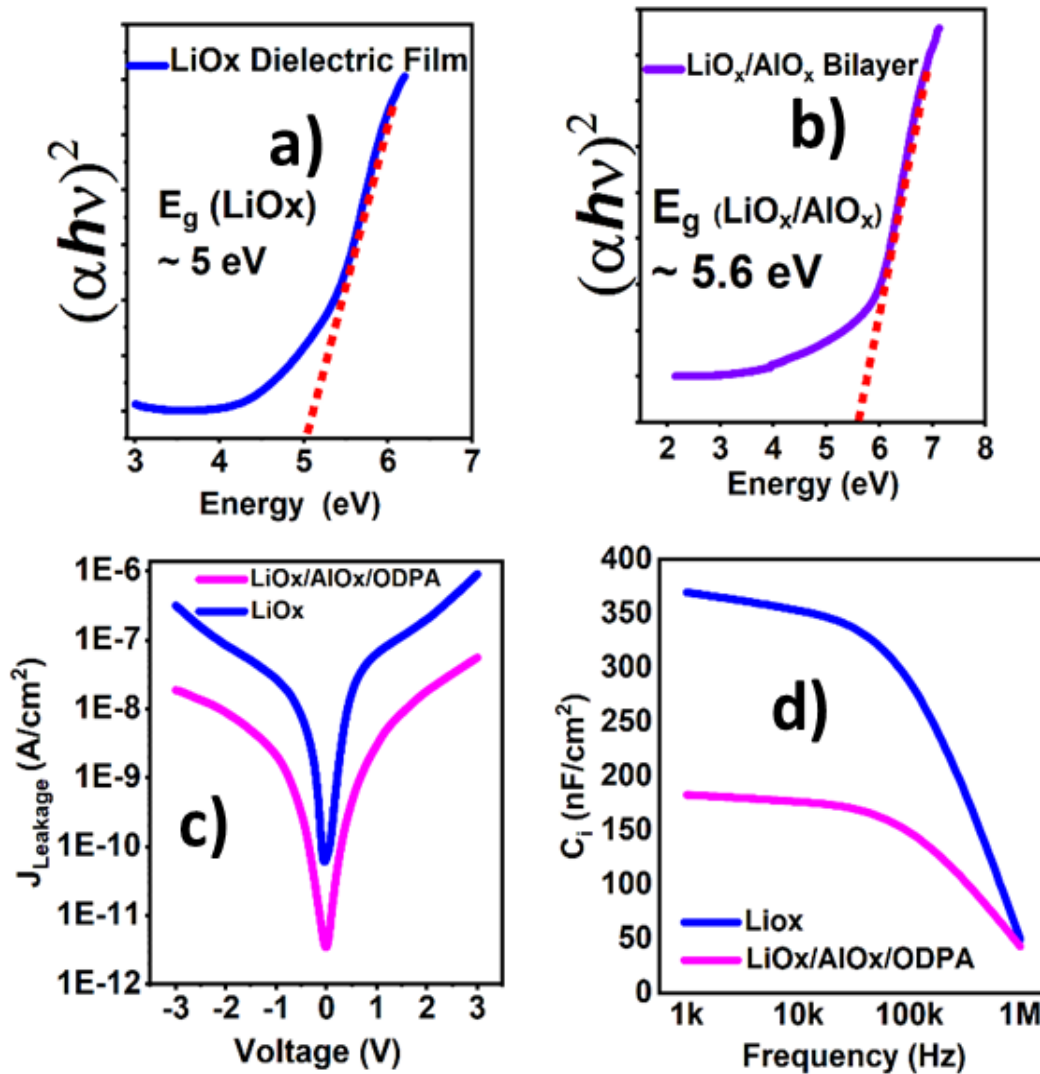 LiOx Dielectric Film
a)
E_g (LiOx)
~ 5 eV
(αhν)²
3 4 5 6 7
Energy (eV)
LiOₓ/AlOₓ Bilayer
b)
E_g (LiOₓ/AlOₓ)
~ 5.6 eV
(αhν)²
2 3 4 5 6 7 8
Energy (eV)
1E-6
1E-7
1E-8
1E-9
1E-10
1E-11
1E-12
J_Leakage (A/cm²)
LiOx/AlOx/ODPA
LiOx
c)
-3 -2 -1 0 1 2 3
Voltage (V)
400
350
300
250
200
150
100
50
0
C_i (nF/cm²)
d)
Liox
LiOx/AlOx/ODPA
1k 10k 100k 1M
Frequency (Hz)